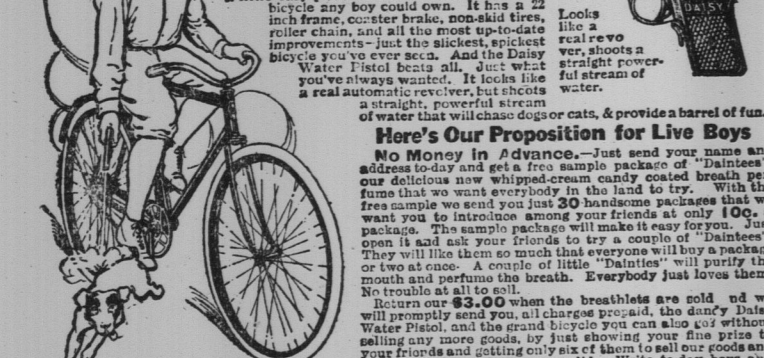 bicycle any boy could own. It has a 22
inch frame, coaster brake, non-skid tires,
roller chain, and all the most up-to-date
improvements—just the slickest, spickest
bicycle you've ever seen. And the Daisy
Water Pistol beats all. Just what
you've always wanted. It looks like
a real automatic revolver, but shoots
a straight, powerful stream
of water that will chase dogs or cats, & provide a barrel of fun.
Looks
like a
real revo
ver, shoots a
straight power-
ful stream of
water.
DAISY
Here's Our Proposition for Live Boys
No Money in Advance.—Just send your name an
address to-day and get a free sample package of "Daintees"
our delicious new whipped-cream candy coated breath per
fume that we want everybody in the land to try. With th
free sample we send you just 30 handsome packages that w
want you to introduce among your friends at only 10c.
package. The sample package will make it easy for you. Jus
open it and ask your friends to try a couple of "Daintees"
They will like them so much that everyone will buy a packag
or two at once. A couple of little "Dainties" will purify th
mouth and perfume the breath. Everybody just loves them
No trouble at all to sell.
Return our $3.00 when the breathlets are sold nd w
will promptly send you, all charges prepaid, the dandy Dais
Water Pistol, and the grand bicycle you can also get withou
selling any more goods, by just showing your fine prize t
your friends and getting only six of them to sell our goods an